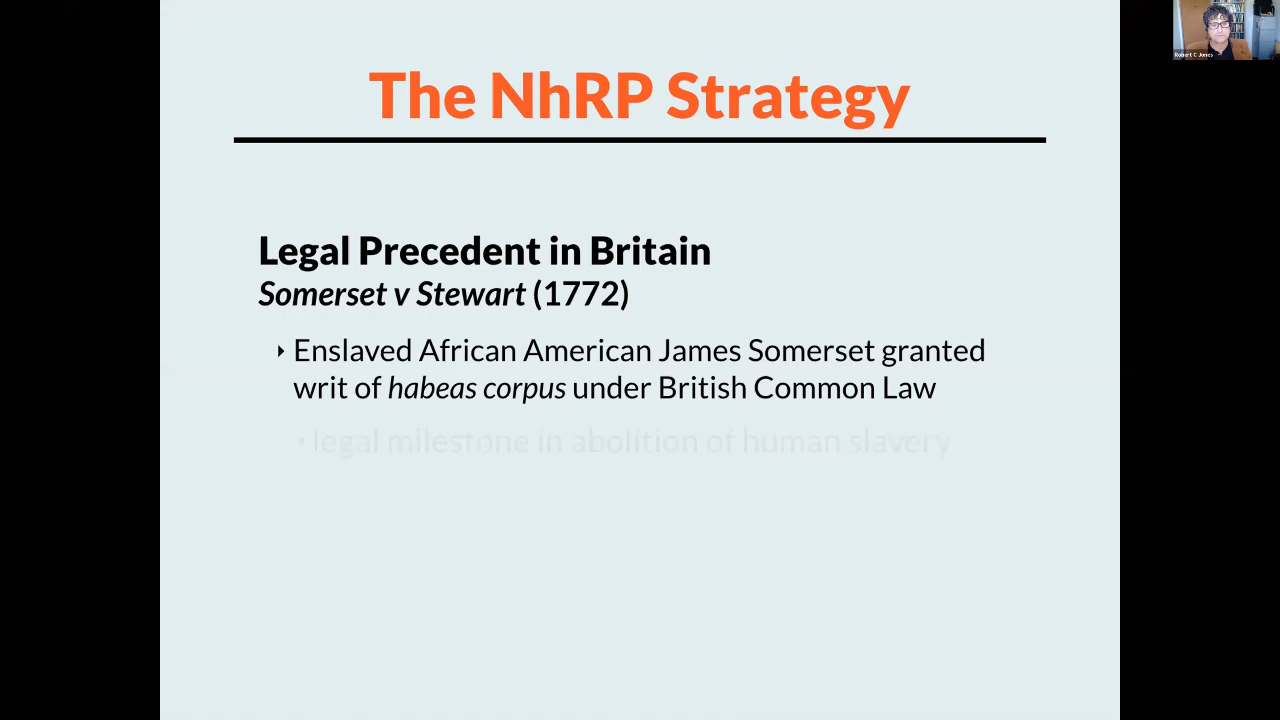 The NhRP Strategy
Legal Precedent in Britain
Somerset v Stewart (1772)
Enslaved African American James Somerset granted
writ of habeas corpus under British Common Law
legal milestone in abolition of human slavery
Robert C Jones